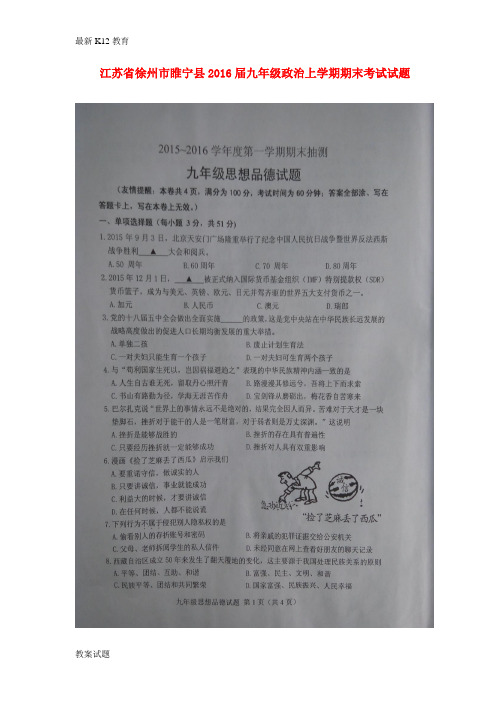 最新 K12 教育
江苏省徐州市睢宁县 2016 届九年级政治上学期期末考试试题
2015~2016 学年度第一学期期末抽测
九年级思想品德试题
(友情提醒:本卷共4页,满分为100分,考试时间为60分钟;答案全部涂、写在
答题卡上,写在本卷上无效。)
一、单项选择题(每小题 3分,共51分)
1.2015年9月3日,北京天安门广场隆重举行了纪念中国人民抗日战争暨世界反法西斯
战争胜利 ▲ 大会和阅兵。
A.50 周年 B.60周年 C.70 周年 D.80周年
2.2015年12月1日, ▲ 被正式纳入国际货币基金组织(IMF)特别提款权(SDR)
货币篮子,成为与美元、英镑、欧元、日元并驾齐驱的世界五大支付货币之一。
A.加元 B.人民币 C.澳元 D.瑞郎
3.党的十八届五中全会做出全面实施 的政策,这是党中央站在中华民族长远发展的
战略高度做出的促进人口长期均衡发展的重大举措。
A.单独二孩 B.废止计划生育法
C.一对夫妇只能生育一个孩子 D.一对夫妇可生育两个孩子
4.与“苟利国家生死以,岂因祸福避趋之”表现的中华民族精神内涵一致的是
A.人生自古谁无死,留取丹心照汗青 B.路漫漫其修远兮,吾将上下而求索
C.书山有路勤为径,学海无涯苦作舟 D.宝剑锋从磨砺出,梅花香自苦寒来
5.巴尔扎克说“世界上的事情永远不是绝对的,结果完全因人而异。苦难对于天才是一块
垫脚石,挫折对于能干的人是一笔财富,对于弱者则是万丈深渊。”这说明
A.挫折是能够战胜的 B.挫折的存在具有普遍性
C.只要经历挫折就一定能够成功 D.挫折对人具有双重影响
6.漫画《捡了芝麻丢了西瓜》启示我们
A.要重诺守信,做诚实的人
B.只要讲诚信,事业就能成功
C.利益大的时候,才要讲诚信
D.在任何时候,人都不能说谎
“捡了芝麻丢了西瓜”
7.下列行为不属于侵犯别人隐私权的是
A.偷看别人的存折账号和密码 B.将亲戚的犯罪证据交给公安机关
C.父母、老师拆阅学生的私人信件 D.未经同意在网上查看好朋友的聊天记录
8.西藏自治区成立50年来发生了翻天覆地的变化,这主要源于我国处理民族关系的原则
A.平等、团结、互助、和谐 B.富强、民主、文明、和谐
C.民族平等、团结和共同繁荣 D.国家富强、民族振兴、人民幸福
九年级思想品德试题 第1页(共4页)
教案试题